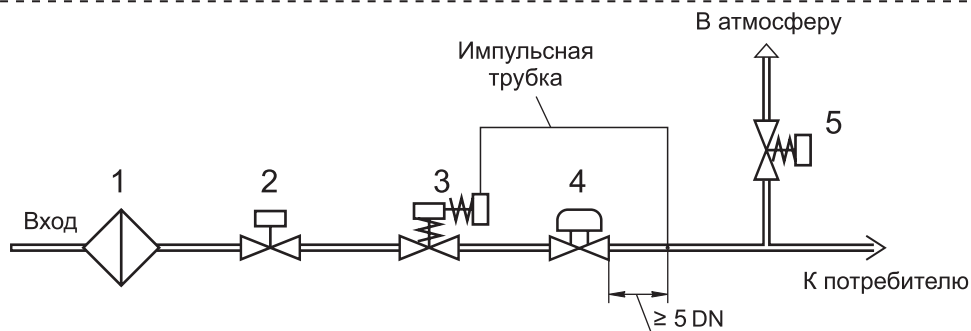 В атмосферу
Импульсная
трубка
5
1
2
3
4
Вход
К потребителю
≥ 5 DN